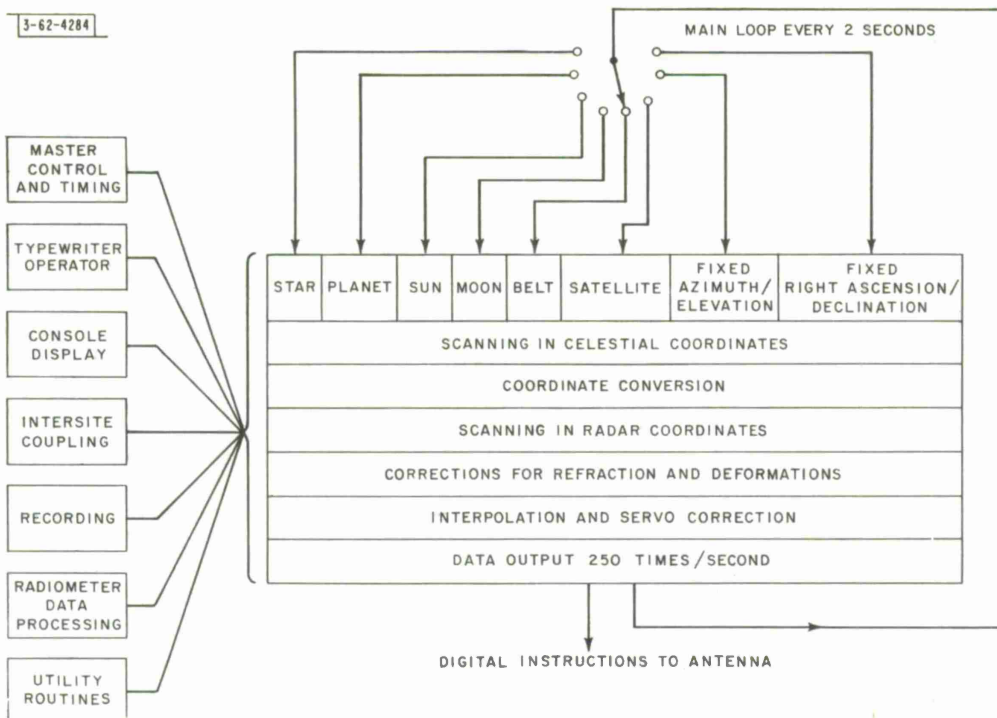 3-62-4284
MAIN LOOP EVERY 2 SECONDS
MASTER
CONTROL
AND TIMING
TYPEWRITER
OPERATOR
CONSOLE
DISPLAY
INTERSITE
COUPLING
RECORDING
RADIOMETER
DATA
PROCESSING
UTILITY
ROUTINES
STAR
PLANET
SUN
MOON
BELT
SATELLITE
FIXED
AZIMUTH/
ELEVATION
FIXED
RIGHT ASCENSION/
DECLINATION
SCANNING IN CELESTIAL COORDINATES
COORDINATE CONVERSION
SCANNING IN RADAR COORDINATES
CORRECTIONS FOR REFRACTION AND DEFORMATIONS
INTERPOLATION AND SERVO CORRECTION
DATA OUTPUT 250 TIMES/SECOND
DIGITAL INSTRUCTIONS TO ANTENNA